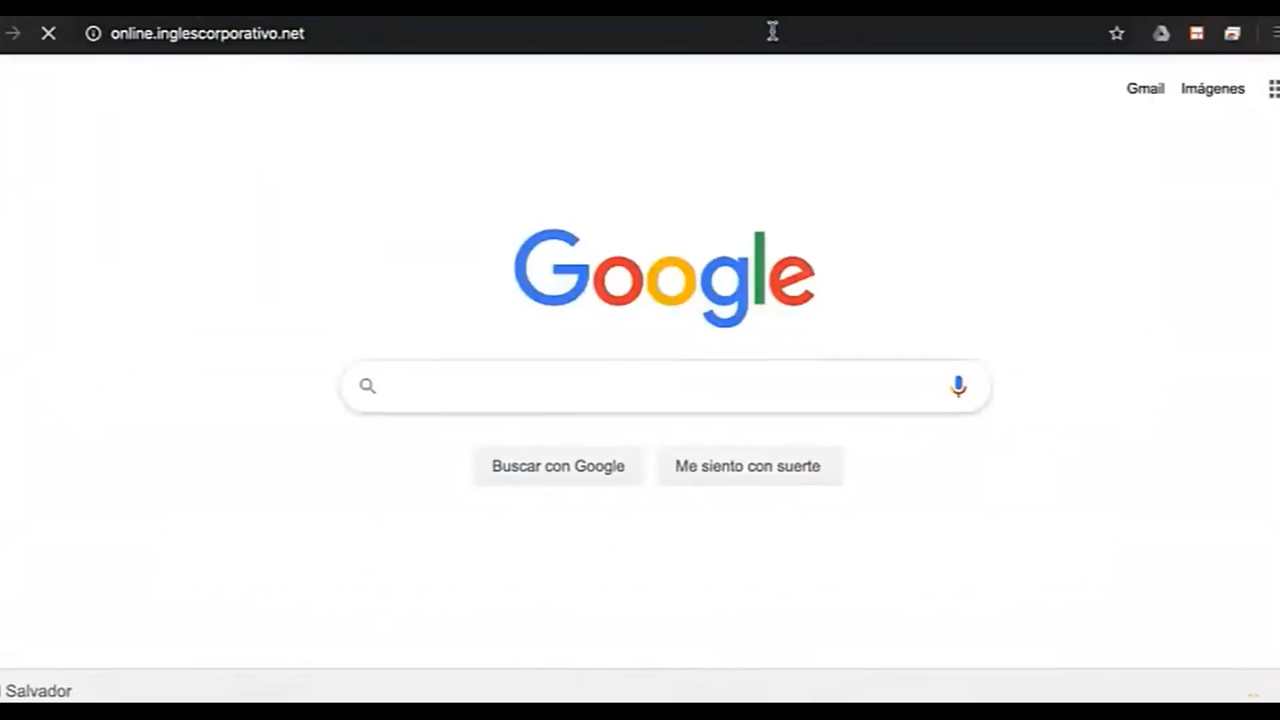 online.inglescorporativo.net
Gmail Imágenes
Google
Buscar con Google Me siento con suerte
Salvador